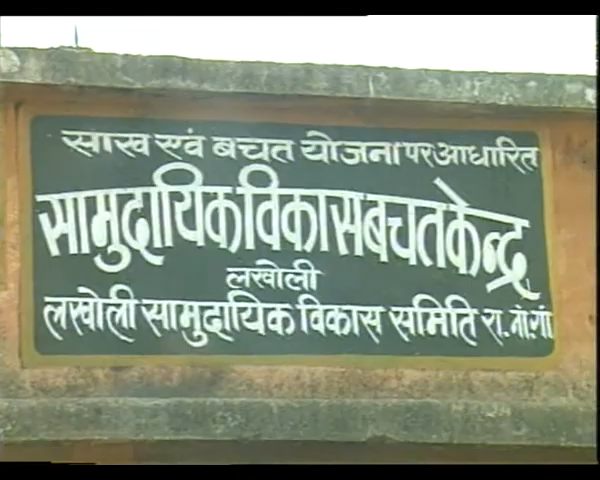 साख एवं बचत योजना पर आधारित
सामुदायिक विकास बचत केन्द्र
लखोली
लखोली सामुदायिक विकास समिति रा. नां. गां